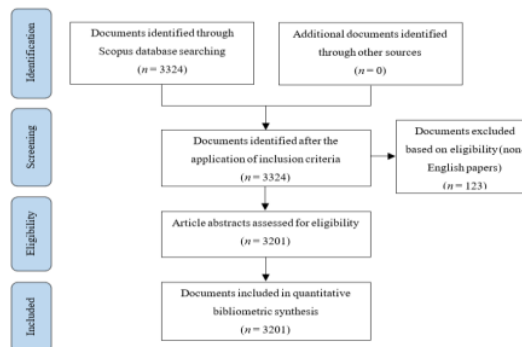 Identification
Documents identified through
Scopus database searching
(n = 3324)
Additional documents identified
through other sources
(n = 0)
Screening
Documents identified after the
application of inclusion criteria
(n = 3324)
Documents excluded
based on eligibility (non-
English papers)
(n = 123)
Eligibility
Article abstracts assessed for eligibility
(n = 3201)
Included
Documents included in quantitative
bibliometric synthesis
(n = 3201)